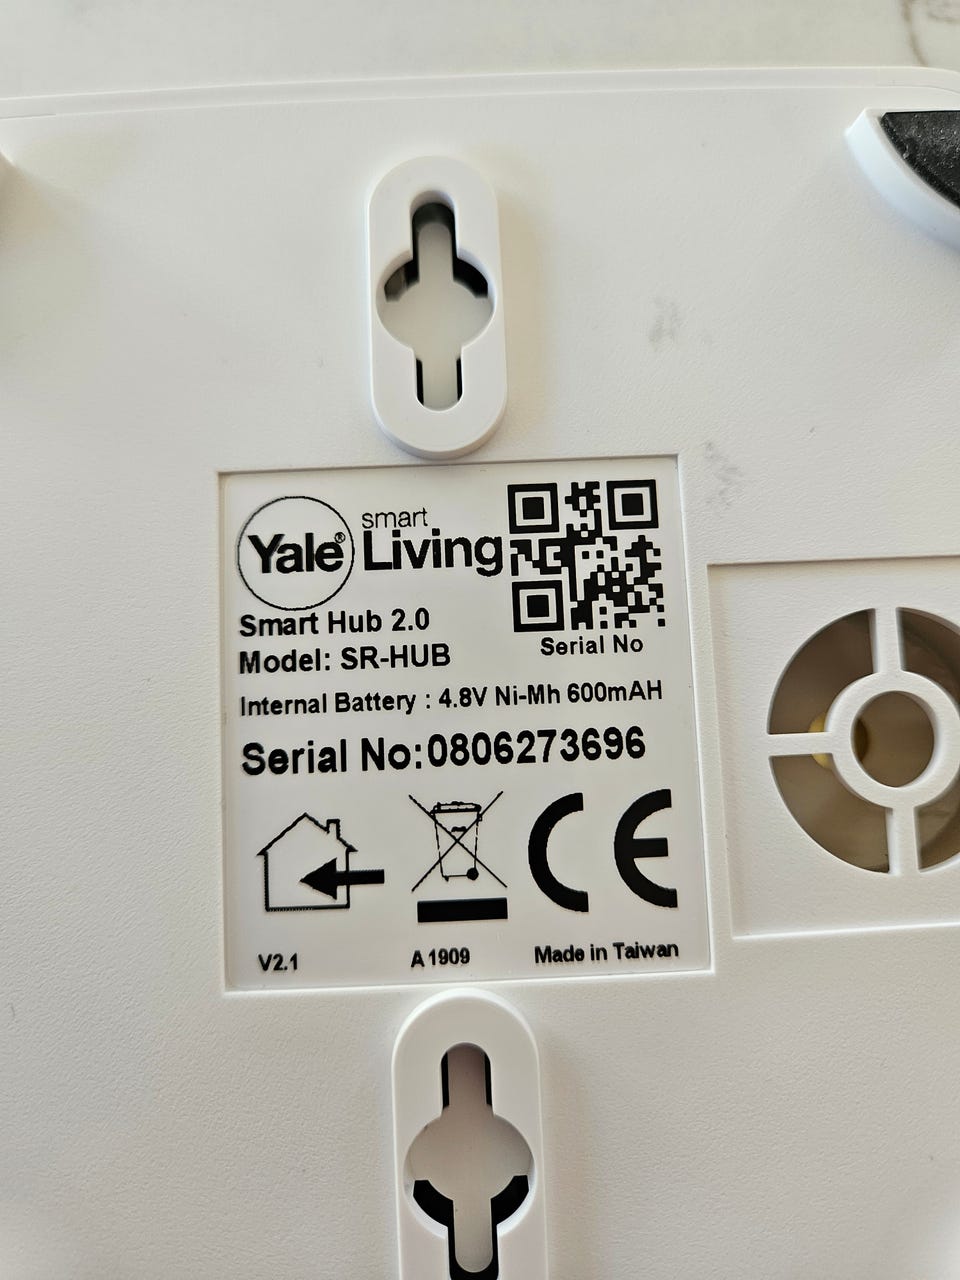 Yale® smart Living
Smart Hub 2.0
Model: SR-HUB
Serial No
Internal Battery : 4.8V Ni-Mh 600mAH
Serial No:0806273696
CE
V2.1 A 1909 Made in Taiwan